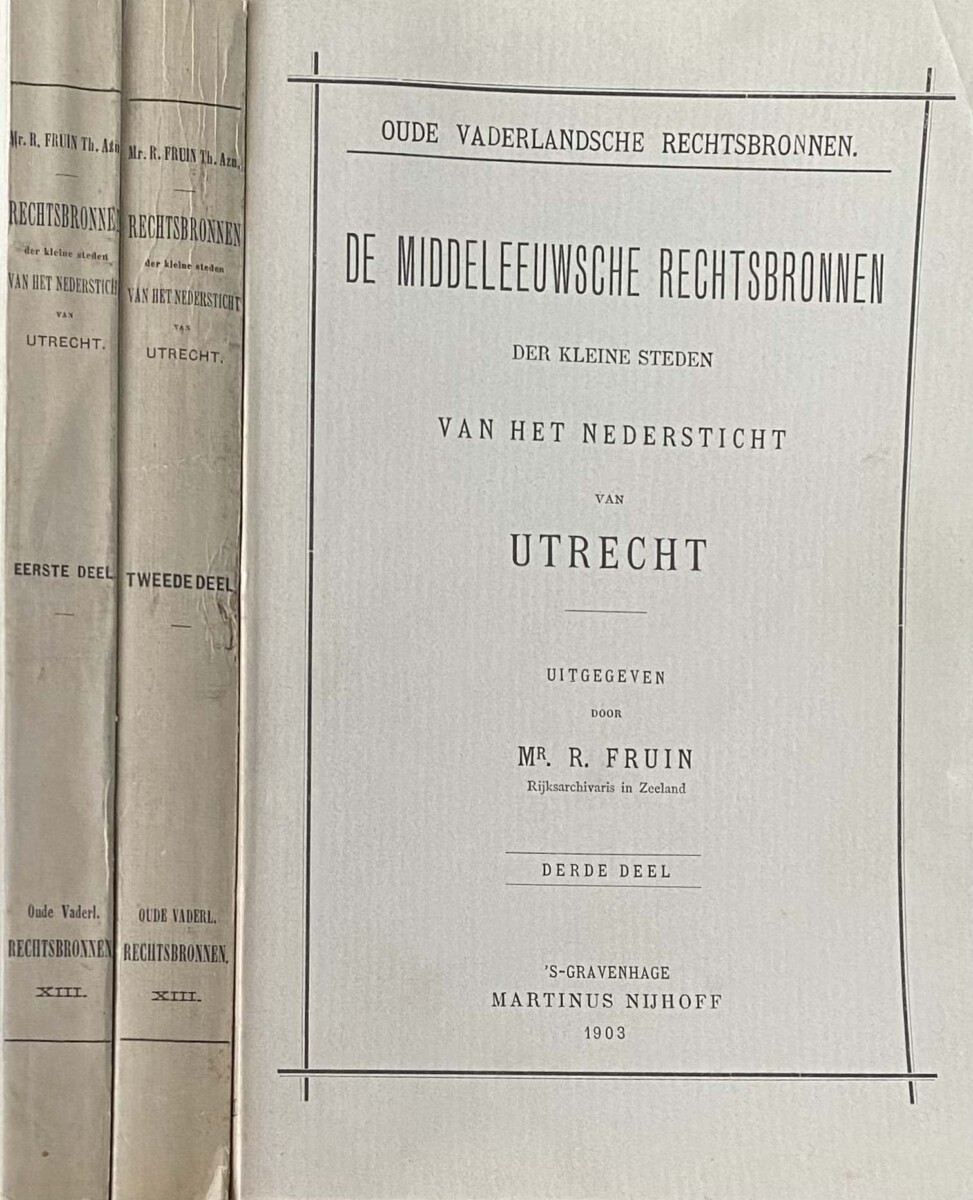 Mr. R. FRUIN Th. Azn
RECHTSBRONNEN
der kleine steden
VAN HET NEDERSTICH
VAN
UTRECHT.
EERSTE DEEL
Oude Vaderl.
RECHTSBRONNEN
XIII.
Mr. R. FRUIN Th. Azn.
RECHTSBRONNEN
der kleine steden
VAN HET NEDERSTICHT
VAN
UTRECHT.
TWEEDE DEEL
OUDE VADERL.
RECHTSBRONNEN.
XIII.
OUDE VADERLANDSCHE RECHTSBRONNEN.
DE MIDDELEEUWSCHE RECHTSBRONNEN
DER KLEINE STEDEN
VAN HET NEDERSTICHT
VAN
UTRECHT
UITGEGEVEN
DOOR
MR. R. FRUIN
Rijksarchivaris in Zeeland
DERDE DEEL
'S-GRAVENHAGE
MARTINUS NIJHOFF
1903